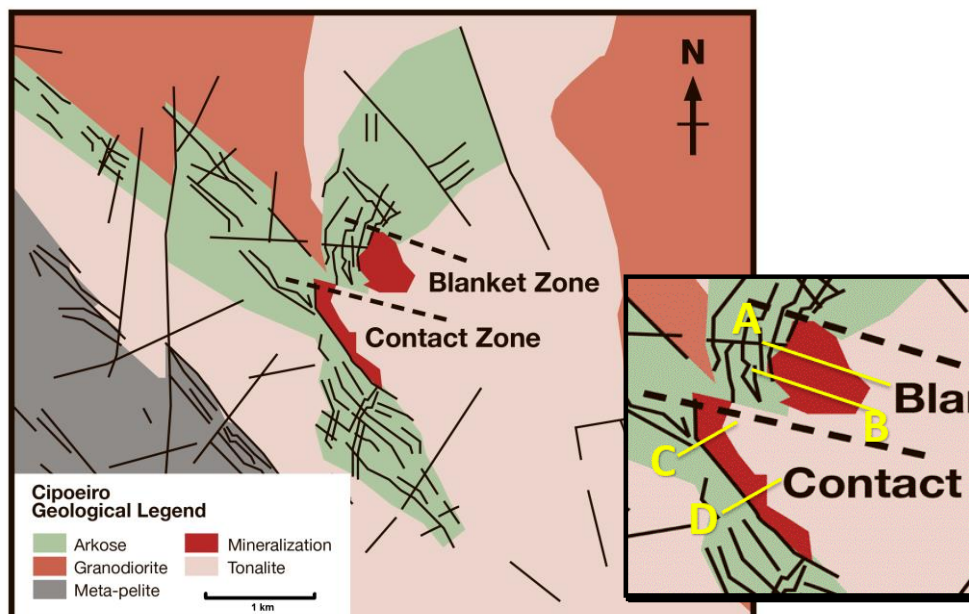 N
Blanket Zone
Contact Zone
A
Bla
B
C
Contact
D
Cipoeiro
Geological Legend
Arkose
Mineralization
Granodiorite
Tonalite
Meta-pelite
1 km